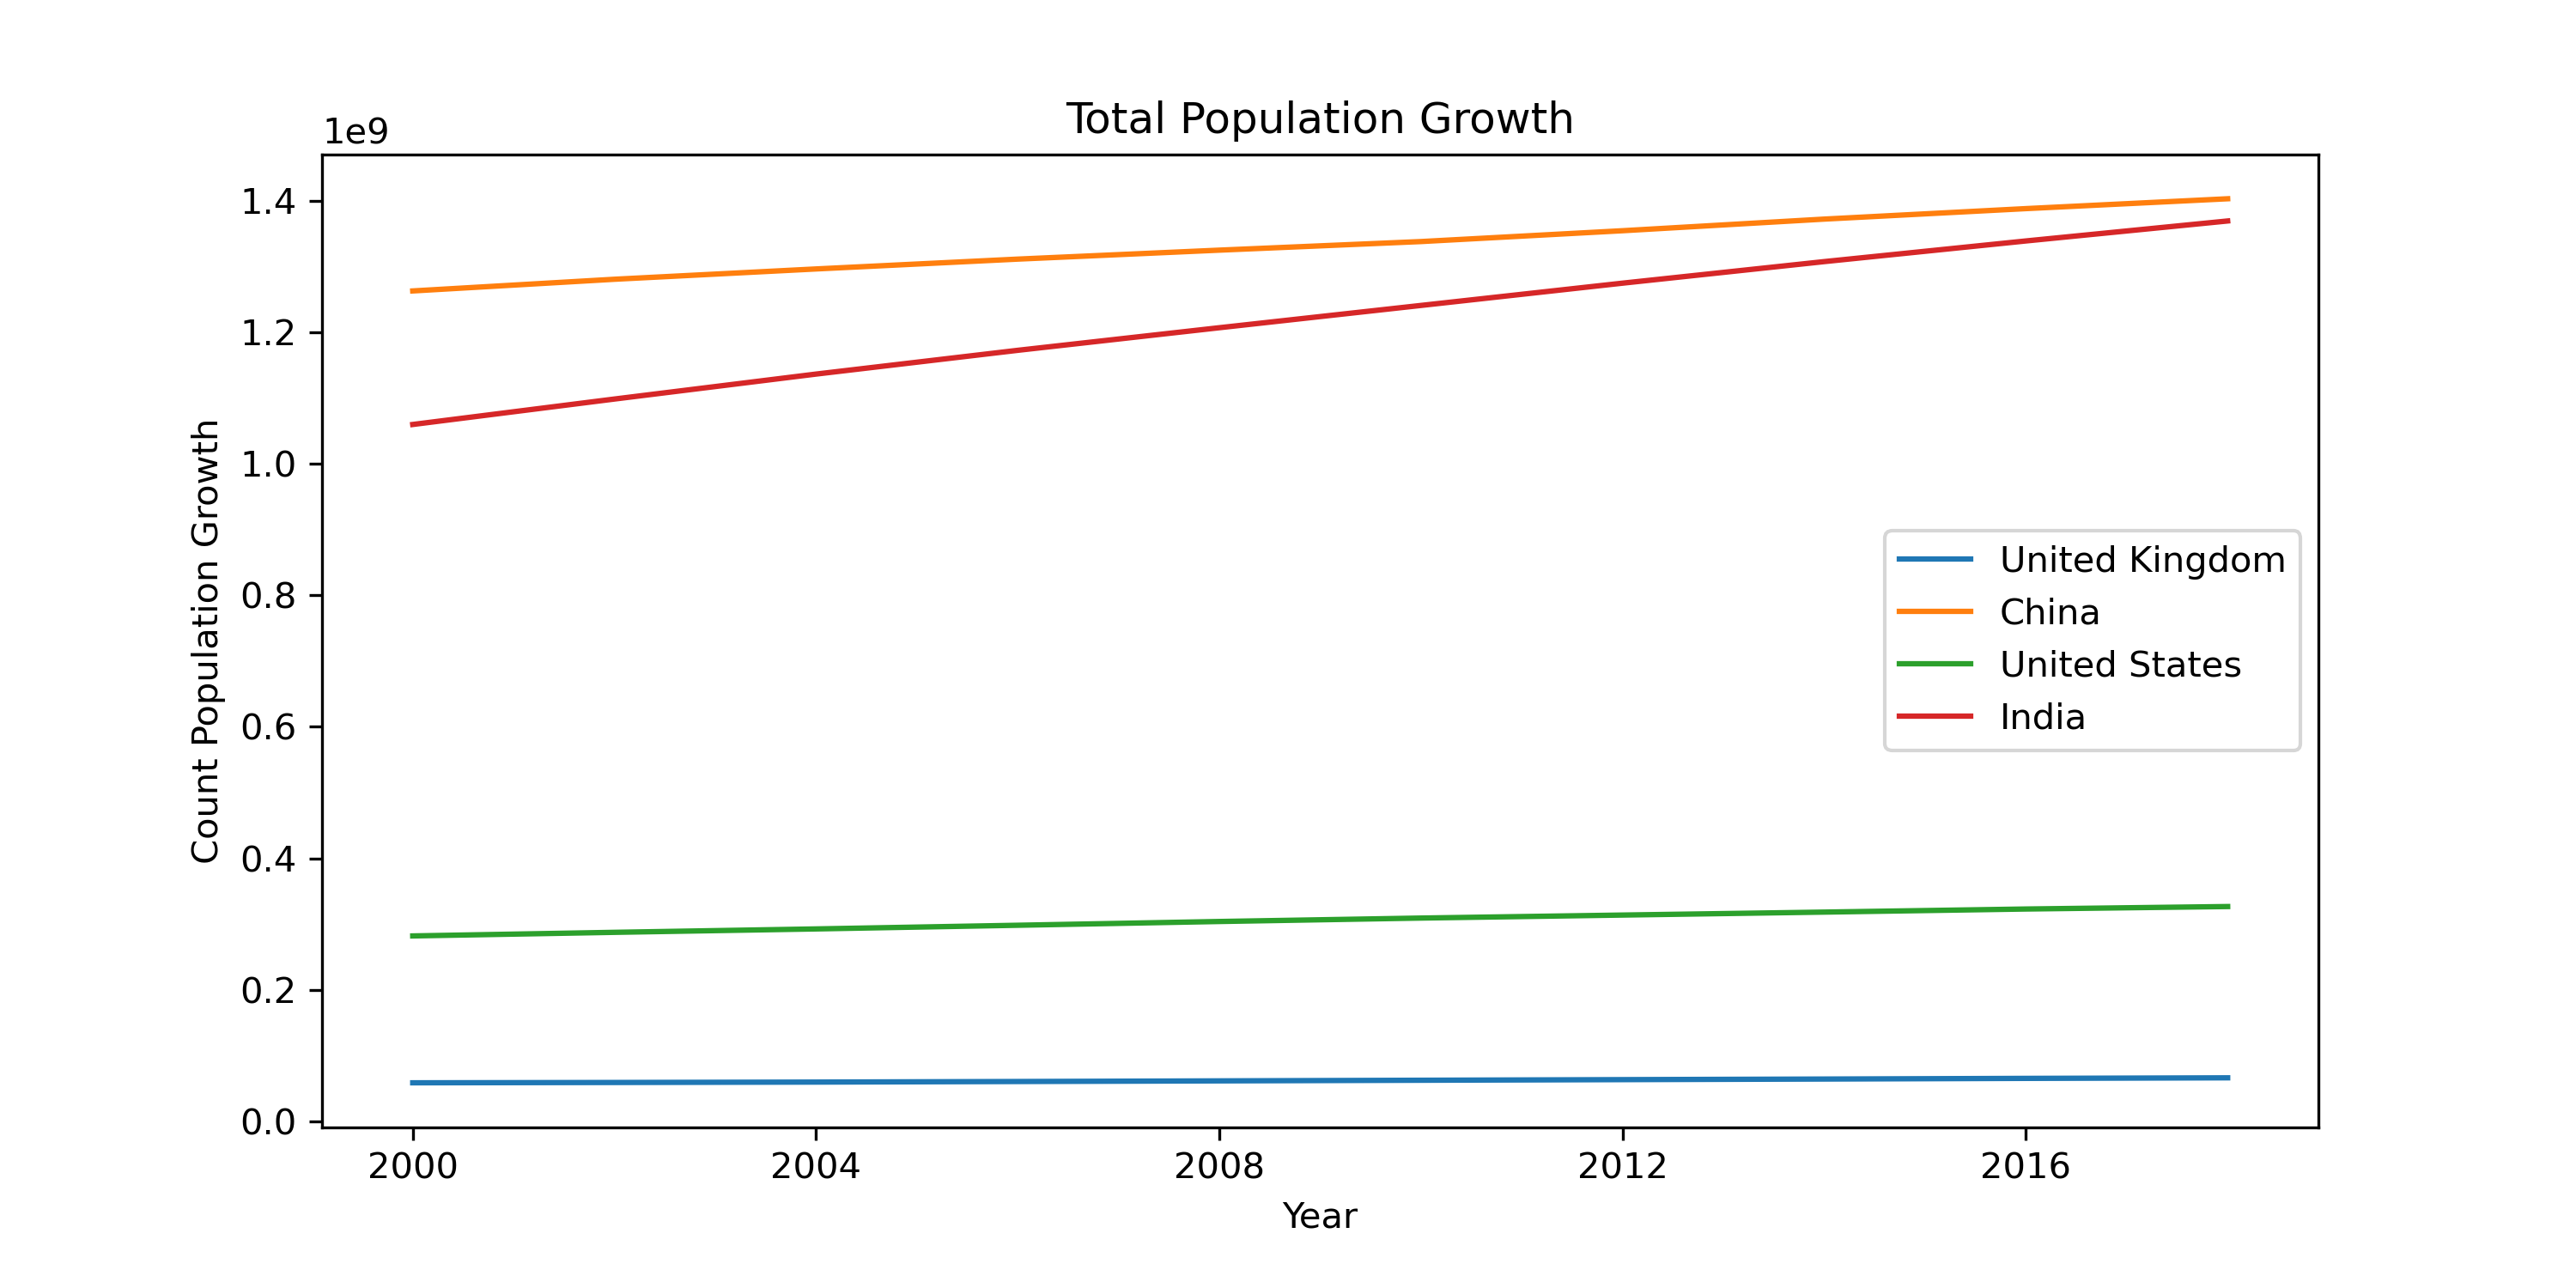 Total Population Growth
1e9
1.4
1.2
1.0
0.8
0.6
0.4
0.2
0.0
Count Population Growth
United Kingdom
China
United States
India
2000 2004 2008 2012 2016
Year